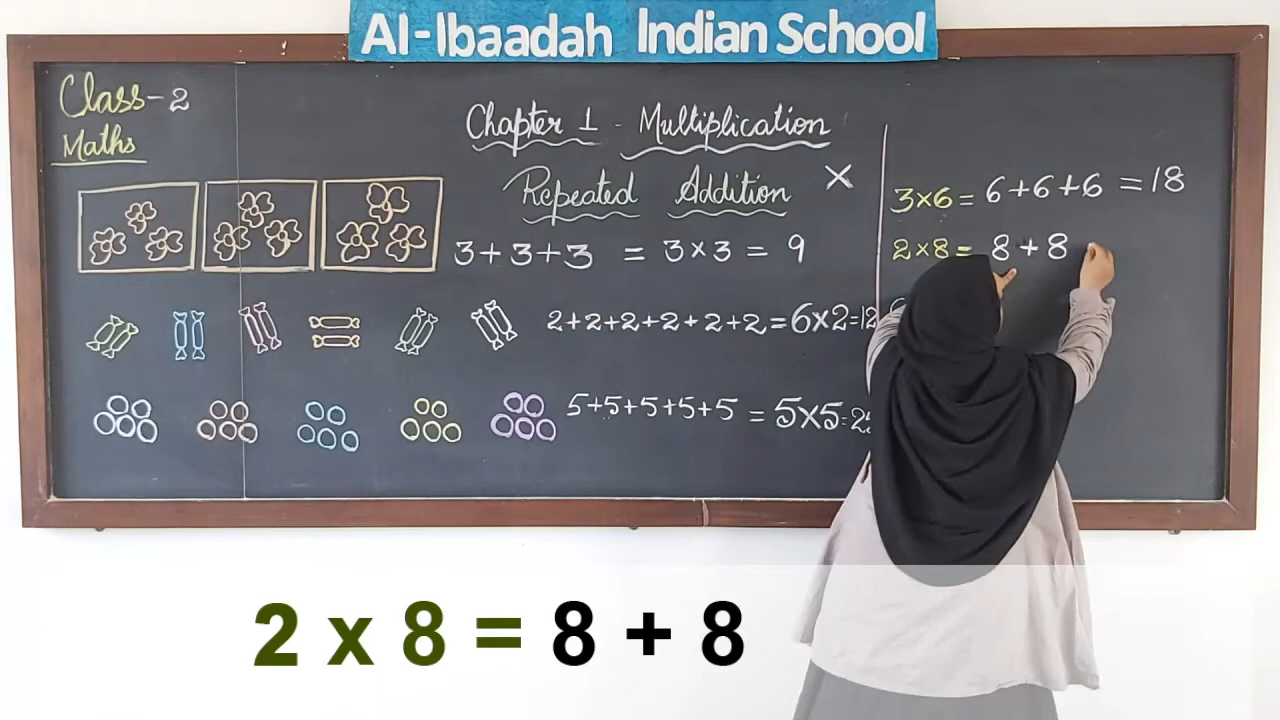 Al-Ibaadah Indian School
Class-2
Maths
Chapter 1 - Multiplication
Repeated Addition ×
3+3+3 = 3×3 = 9
2+2+2+2+2+2=6×2=12
5+5+5+5+5 = 5×5=25
3×6= 6+6+6 =18
2×8= 8+8
2 x 8 = 8 + 8